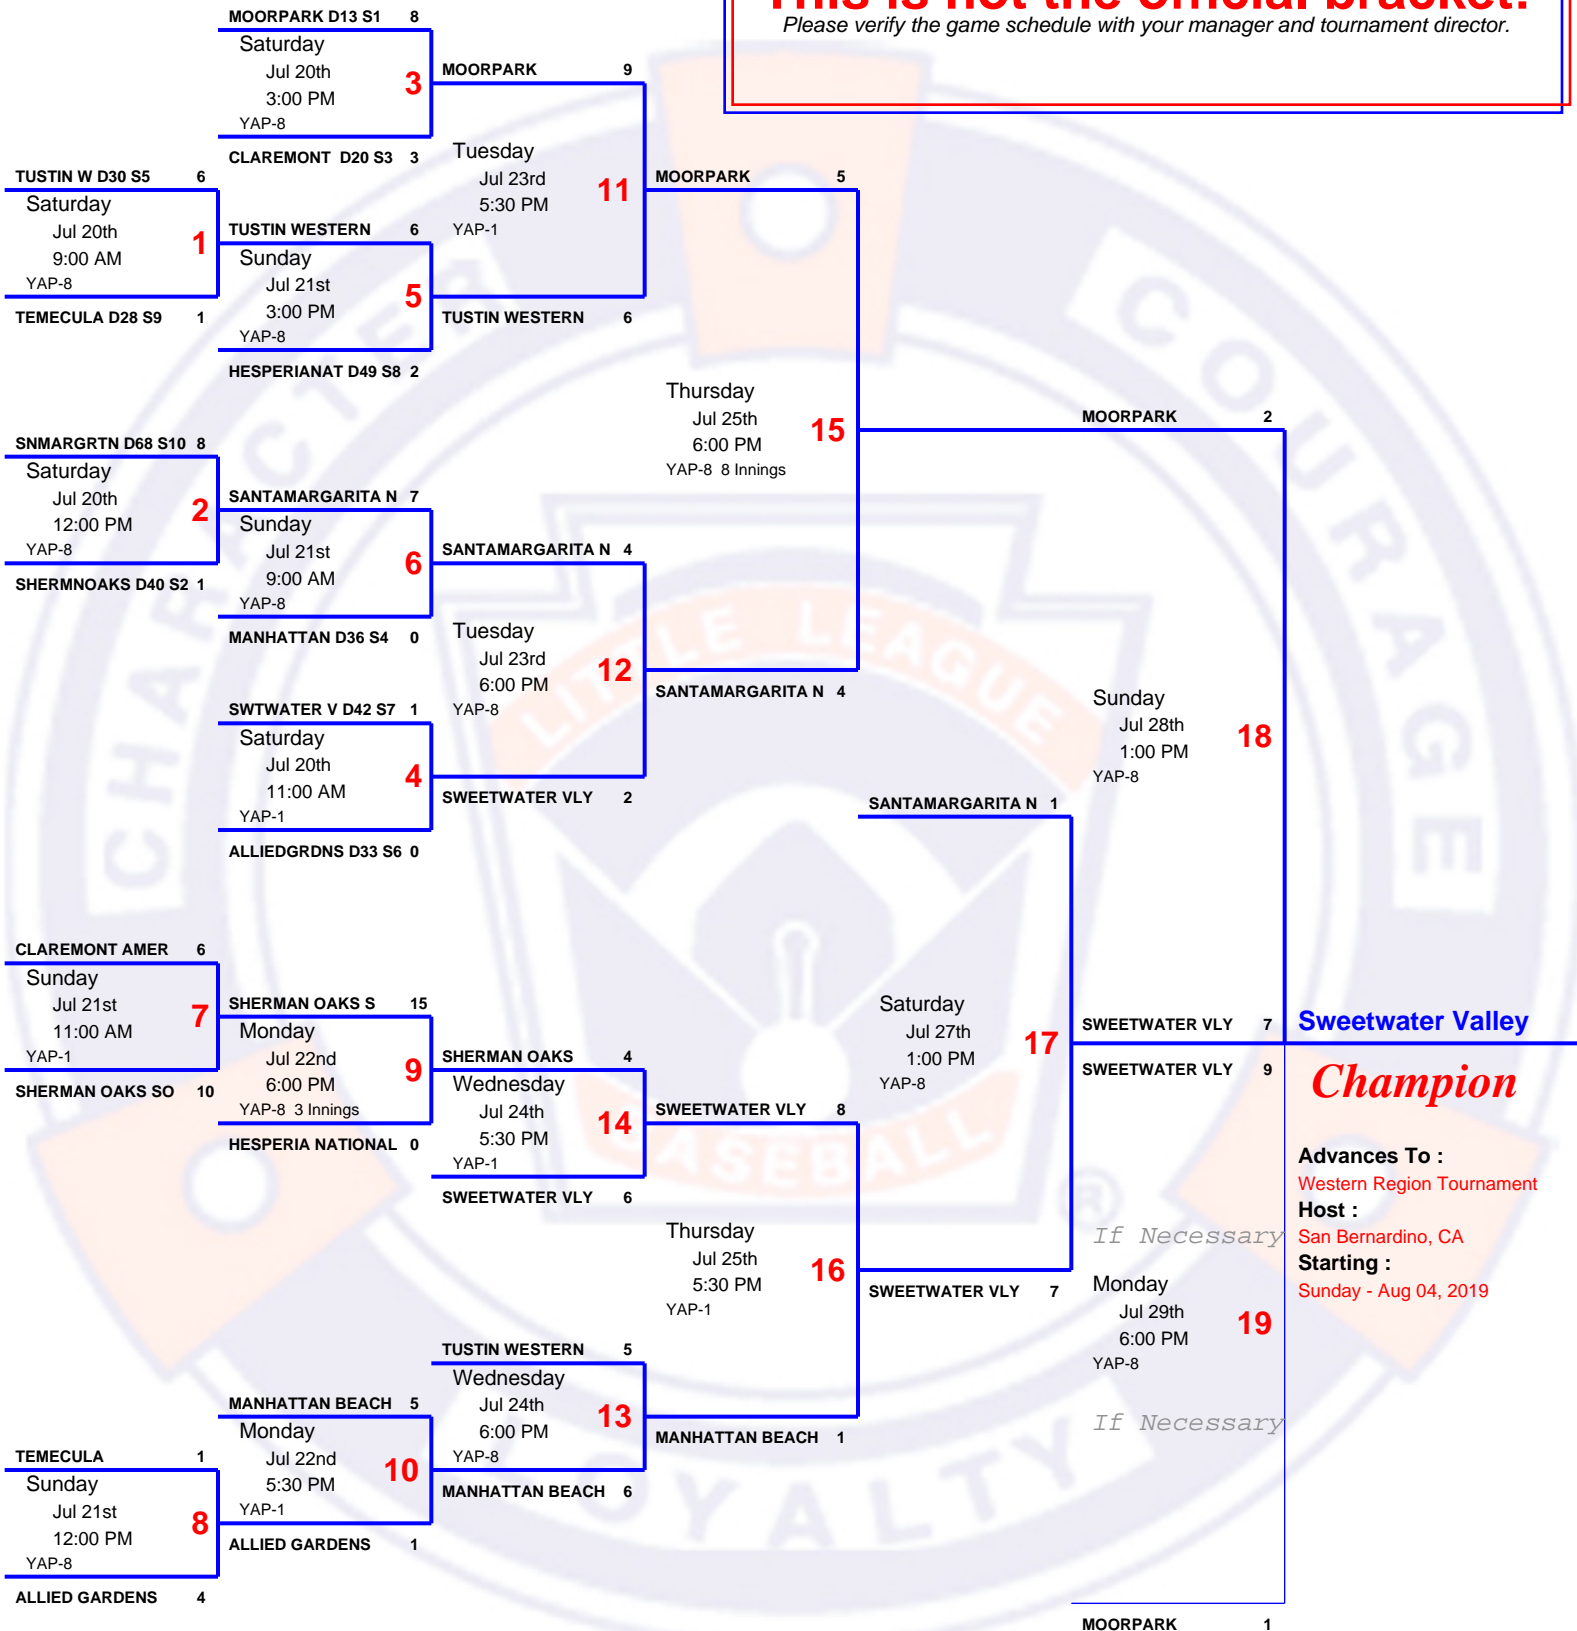 This is not the official bracket!
Please verify the game schedule with your manager and tournament director.
MOORPARK D13 S1 8
Saturday
Jul 20th
3:00 PM
YAP-8
3
CLAREMONT D20 S3 3
MOORPARK 9
Tuesday
Jul 23rd
5:30 PM
YAP-1
11
TUSTIN W D30 S5 6
Saturday
Jul 20th
9:00 AM
YAP-8
1
TEMECULA D28 S9 1
TUSTIN WESTERN 6
Sunday
Jul 21st
3:00 PM
YAP-8
5
HESPERIANAT D49 S8 2
TUSTIN WESTERN 6
MOORPARK 5
Thursday
Jul 25th
6:00 PM
YAP-8 8 Innings
15
MOORPARK 2
SNMARGRTN D68 S10 8
Saturday
Jul 20th
12:00 PM
YAP-8
2
SHERMNOAKS D40 S2 1
SANTAMARGARITA N 7
Sunday
Jul 21st
9:00 AM
YAP-8
6
MANHATTAN D36 S4 0
SANTAMARGARITA N 4
Tuesday
Jul 23rd
6:00 PM
YAP-8
12
SANTAMARGARITA N 4
SWTWATER V D42 S7 1
Saturday
Jul 20th
11:00 AM
YAP-1
4
ALLIEDGRDNS D33 S6 0
SWEETWATER VLY 2
Sunday
Jul 28th
1:00 PM
YAP-8
18
SANTAMARGARITA N 1
Saturday
Jul 27th
1:00 PM
YAP-8
17
CLAREMONT AMER 6
Sunday
Jul 21st
11:00 AM
YAP-1
7
SHERMAN OAKS SO 10
SHERMAN OAKS S 15
Monday
Jul 22nd
6:00 PM
YAP-8 3 Innings
9
HESPERIA NATIONAL 0
SHERMAN OAKS 4
Wednesday
Jul 24th
5:30 PM
YAP-1
14
SWEETWATER VLY 6
SWEETWATER VLY 8
Thursday
Jul 25th
5:30 PM
YAP-1
16
SWEETWATER VLY 7
SWEETWATER VLY 7
SWEETWATER VLY 9
Sweetwater Valley
Champion
Advances To :
Western Region Tournament
Host :
San Bernardino, CA
Starting :
Sunday - Aug 04, 2019
If Necessary
Monday
Jul 29th
6:00 PM
YAP-8
19
If Necessary
TUSTIN WESTERN 5
Wednesday
Jul 24th
6:00 PM
YAP-8
13
MANHATTAN BEACH 6
MANHATTAN BEACH 1
MANHATTAN BEACH 5
Monday
Jul 22nd
5:30 PM
YAP-1
10
ALLIED GARDENS 1
TEMECULA 1
Sunday
Jul 21st
12:00 PM
YAP-8
8
ALLIED GARDENS 4
MOORPARK 1
CHARACTER
COURAGE
LOYALTY
LITTLE LEAGUE
BASEBALL
®